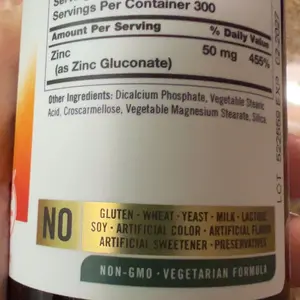 Servings Per Container 300
Amount Per Serving % Daily Value
Zinc 50 mg 455%
(as Zinc Gluconate)
Other Ingredients: Dicalcium Phosphate, Vegetable Stearic
Acid, Croscarmellose, Vegetable Magnesium Stearate, Silica.
NO
GLUTEN · WHEAT · YEAST · MILK · LACTOSE
SOY · ARTIFICIAL COLOR · ARTIFICIAL FLAVOR
ARTIFICIAL SWEETENER · PRESERVATIVES
NON-GMO · VEGETARIAN FORMULA
LOT